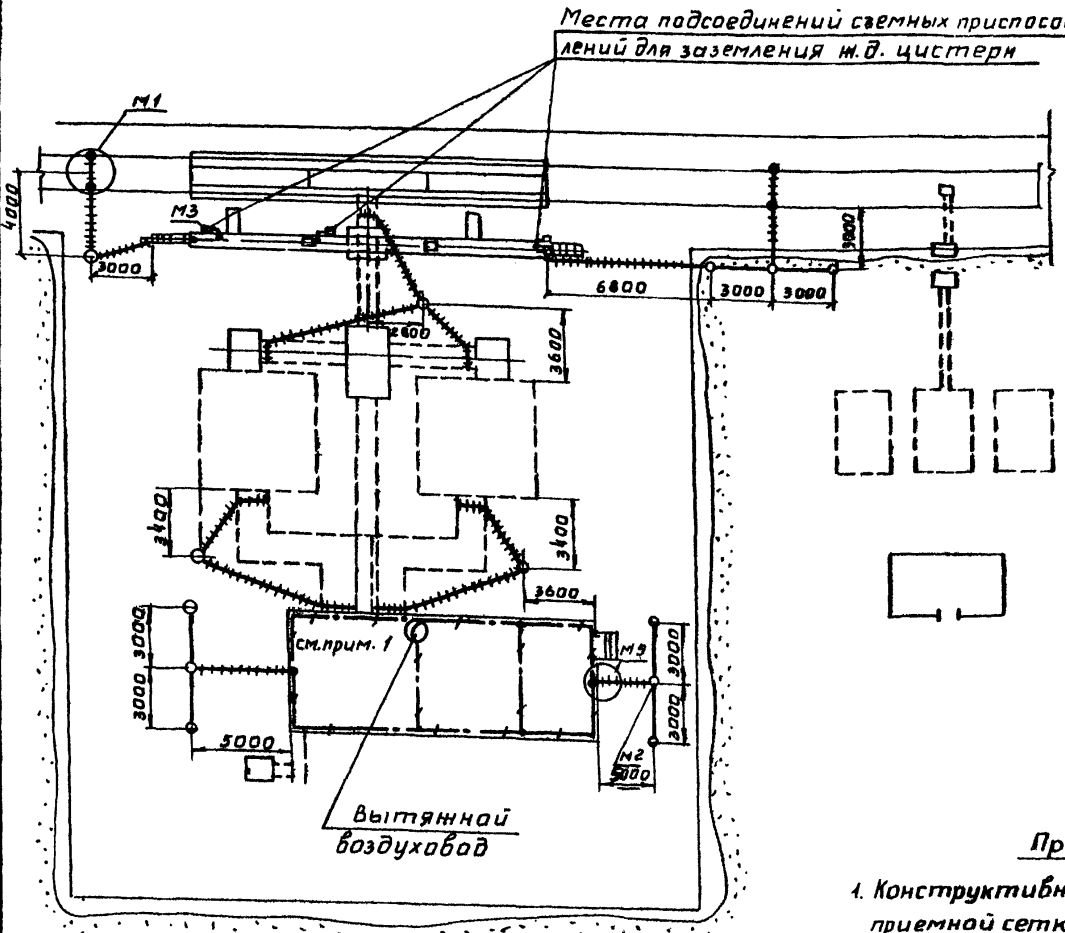 Места подсоединений съемных приспособ
лений для заземления ж.д. цистерн
М1
4000
М3
3000
3000
6800
3000
3000
2600
3600
3400
3400
3600
3000
3000
см. прим. 1
М9
3000
3000
5000
М2
5000
Вытяжной
воздуховод
Пр
1. Конструктивн
приемной сетк